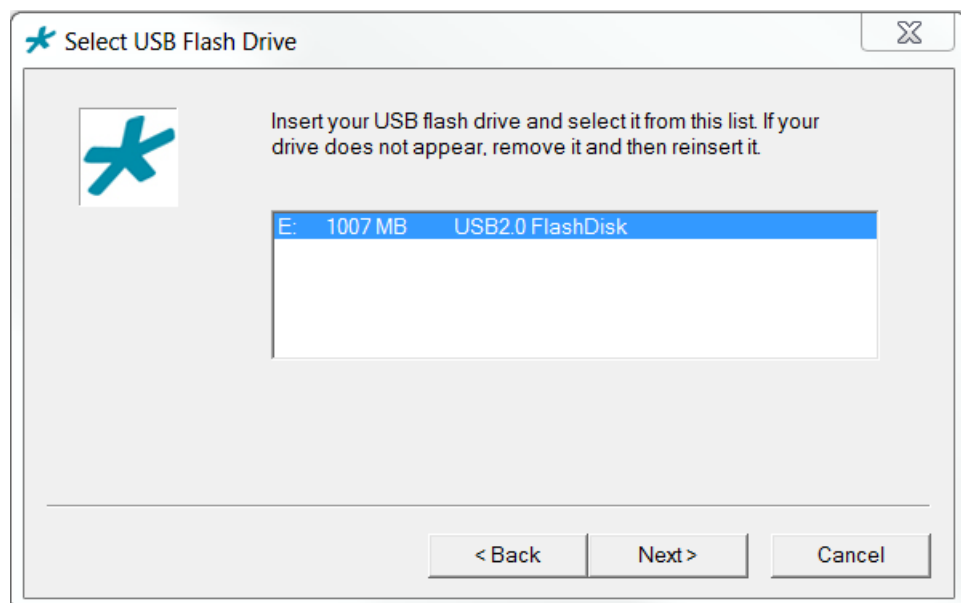 Select USB Flash Drive
Insert your USB flash drive and select it from this list. If your
drive does not appear, remove it and then reinsert it.
E: 1007 MB USB2.0 FlashDisk
< Back Next > Cancel